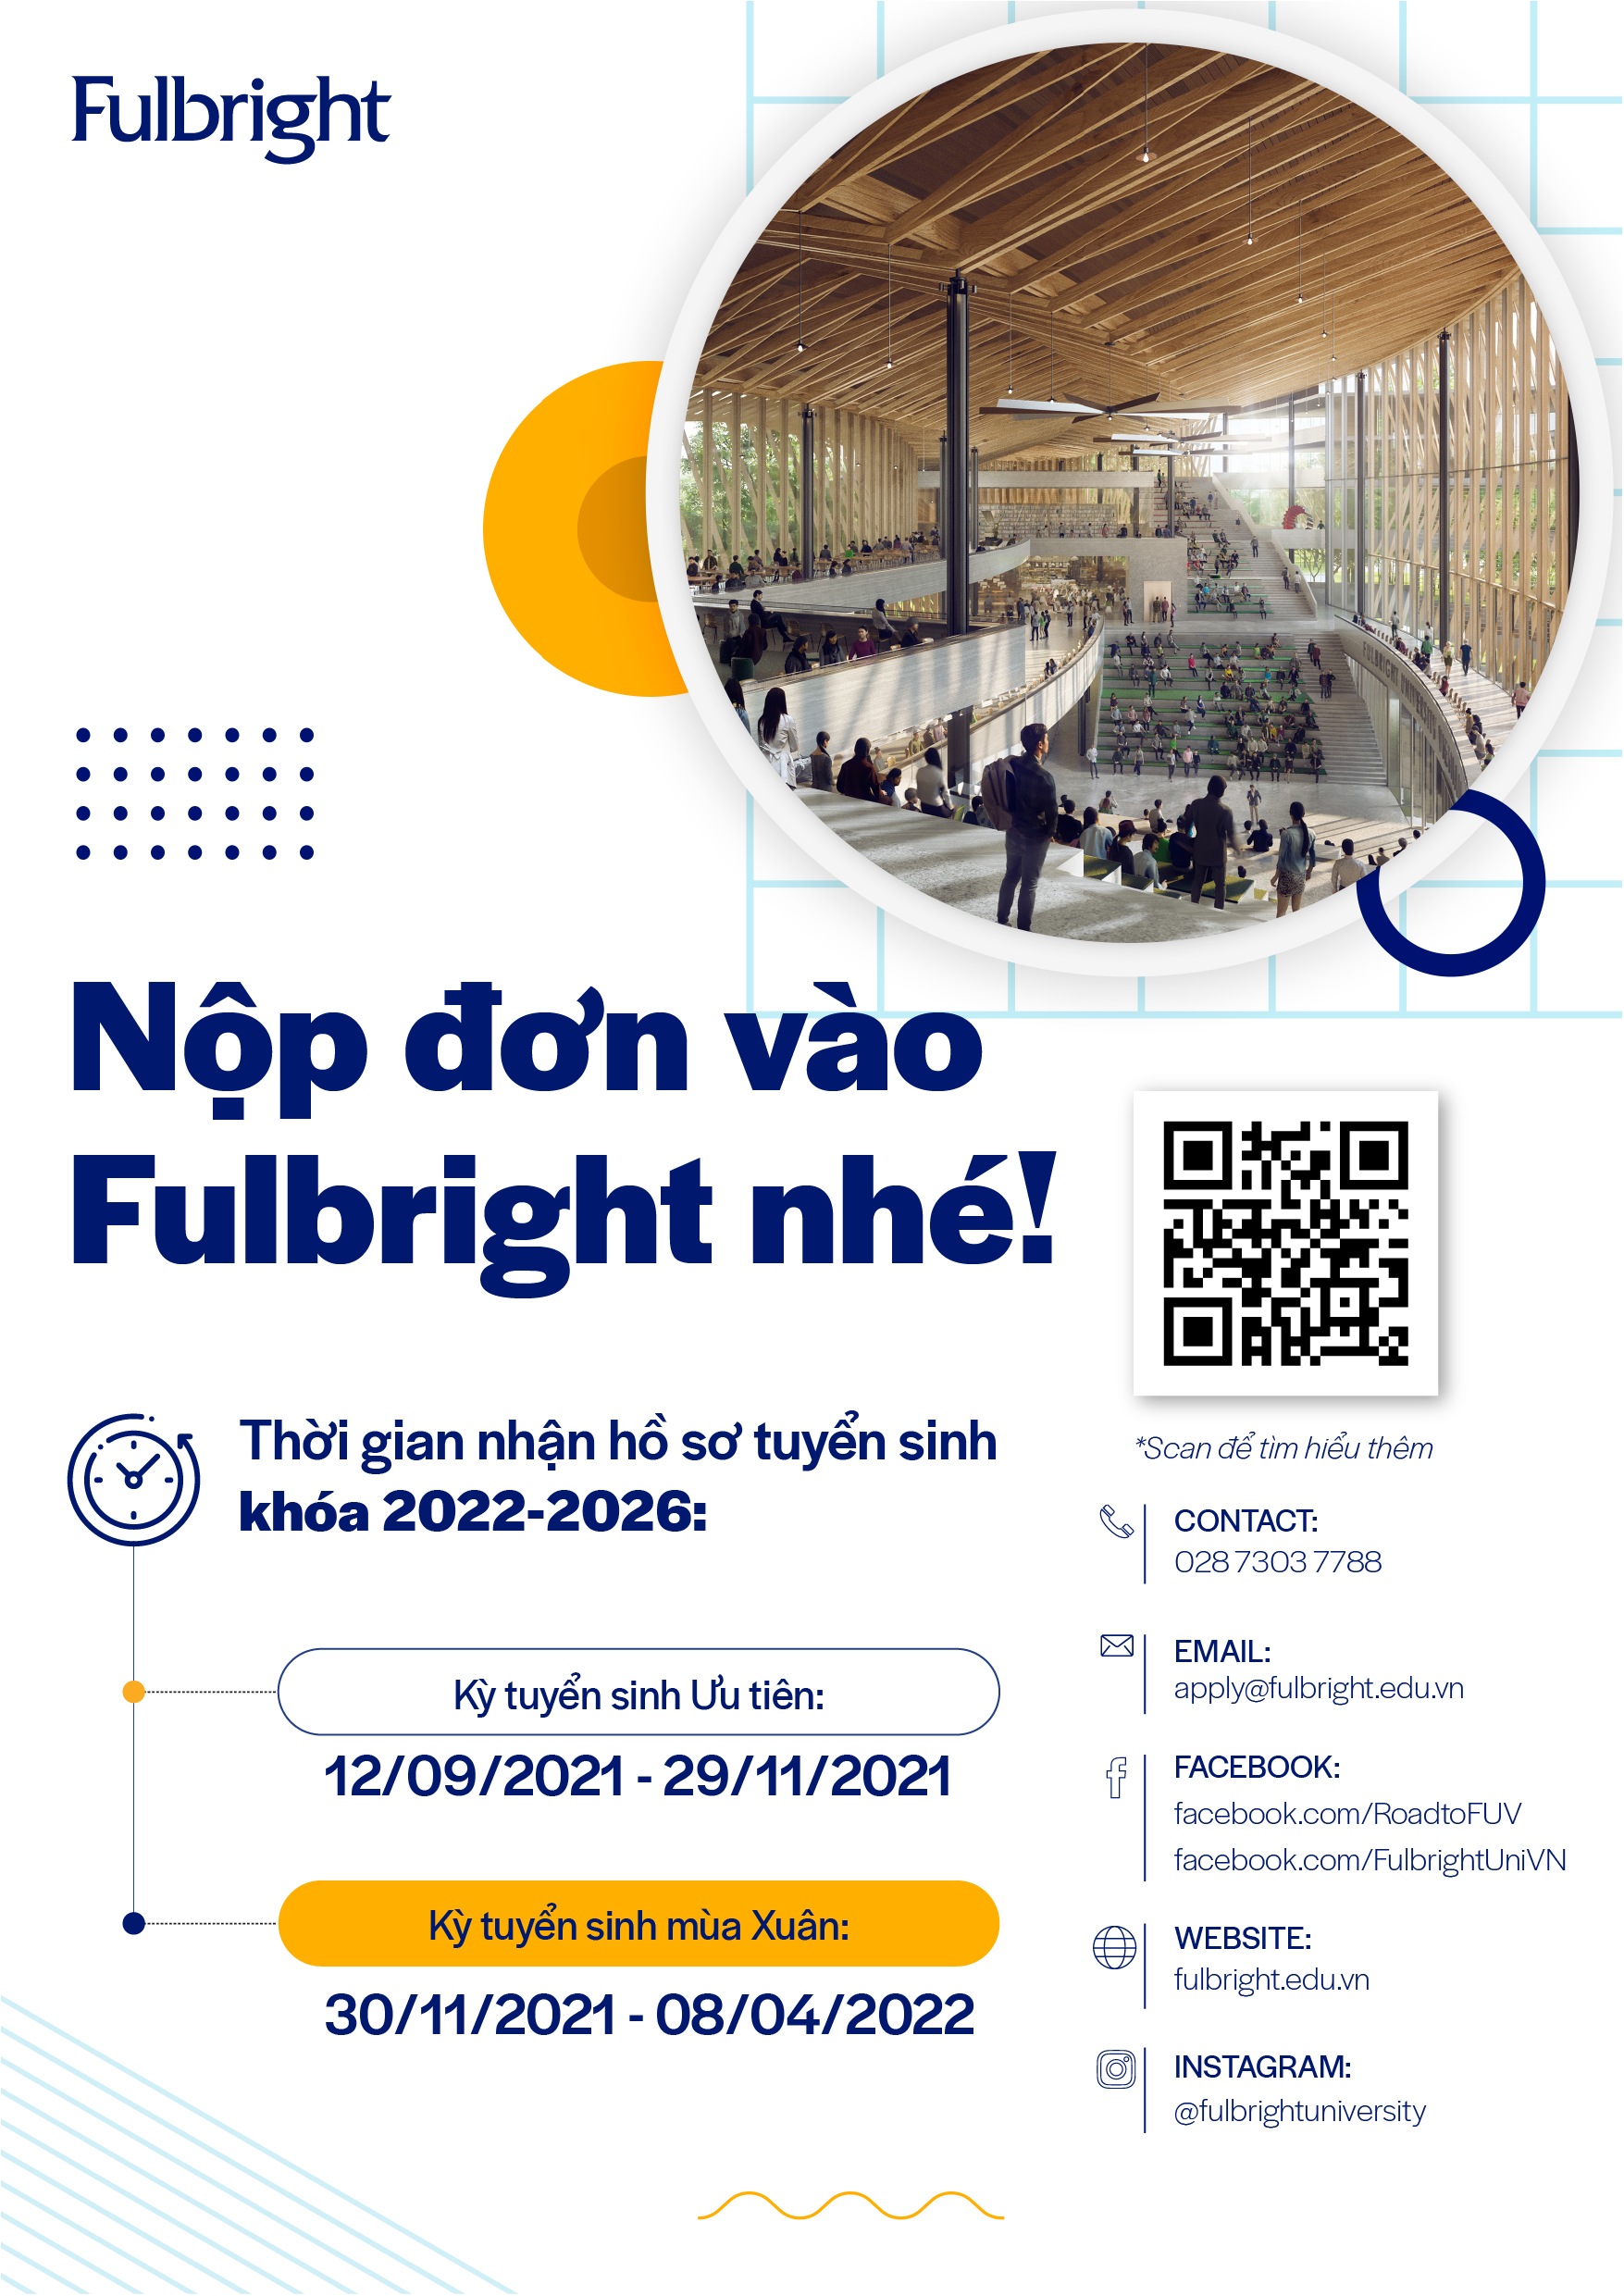 Fulbright
FULBRIGHT UNIVERSITY
Nộp đơn vào
Fulbright nhé!
Thời gian nhận hồ sơ tuyển sinh
khóa 2022-2026:
Kỳ tuyển sinh Ưu tiên:
12/09/2021 - 29/11/2021
Kỳ tuyển sinh mùa Xuân:
30/11/2021 - 08/04/2022
*Scan để tìm hiểu thêm
CONTACT:
028 7303 7788
EMAIL:
apply@fulbright.edu.vn
FACEBOOK:
facebook.com/RoadtoFUV
facebook.com/FulbrightUniVN
WEBSITE:
fulbright.edu.vn
INSTAGRAM:
@fulbrightuniversity